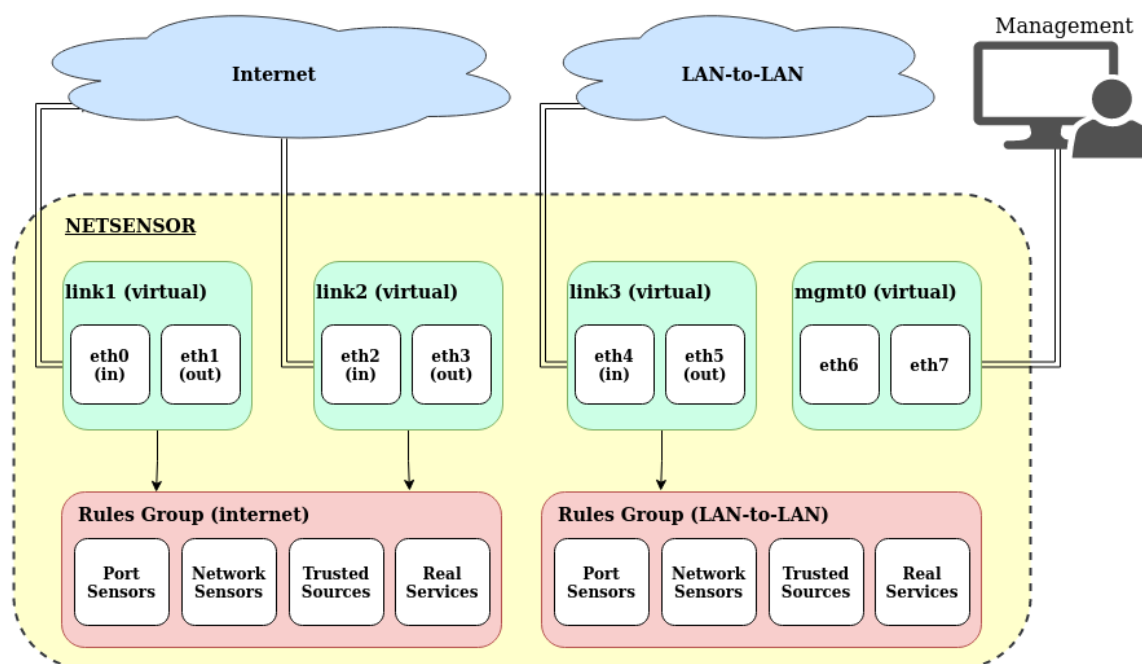 Management
Internet
LAN-to-LAN
NETSENSOR
link1 (virtual)
eth0
(in)
eth1
(out)
link2 (virtual)
eth2
(in)
eth3
(out)
link3 (virtual)
eth4
(in)
eth5
(out)
mgmt0 (virtual)
eth6
eth7
Rules Group (internet)
Port
Sensors
Network
Sensors
Trusted
Sources
Real
Services
Rules Group (LAN-to-LAN)
Port
Sensors
Network
Sensors
Trusted
Sources
Real
Services